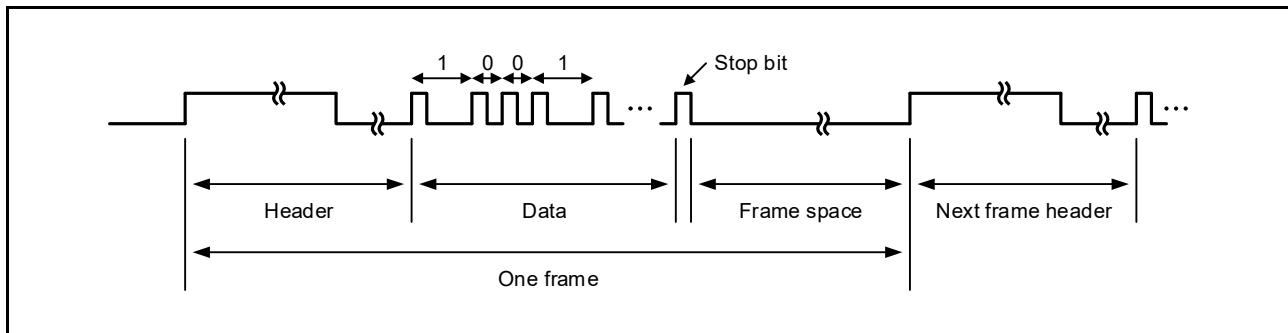 1 0 0 1
Stop bit
... ...
Header Data Frame space Next frame header
One frame